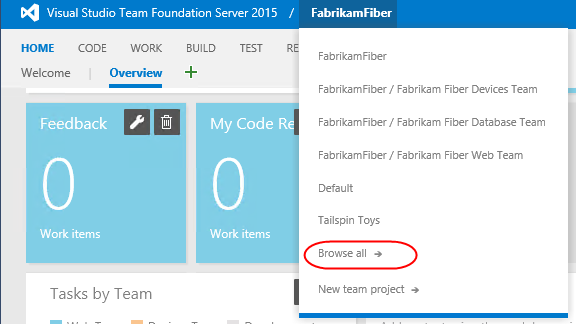 Visual Studio Team Foundation Server 2015 / FabrikamFiber
HOME CODE WORK BUILD TEST
Welcome | Overview +
FabrikamFiber
FabrikamFiber / Fabrikam Fiber Devices Team
FabrikamFiber / Fabrikam Fiber Database Team
FabrikamFiber / Fabrikam Fiber Web Team
Default
Tailspin Toys
Browse all →
New team project →
Feedback
0
Work items
My Code Re
0
Work items
Tasks by Team